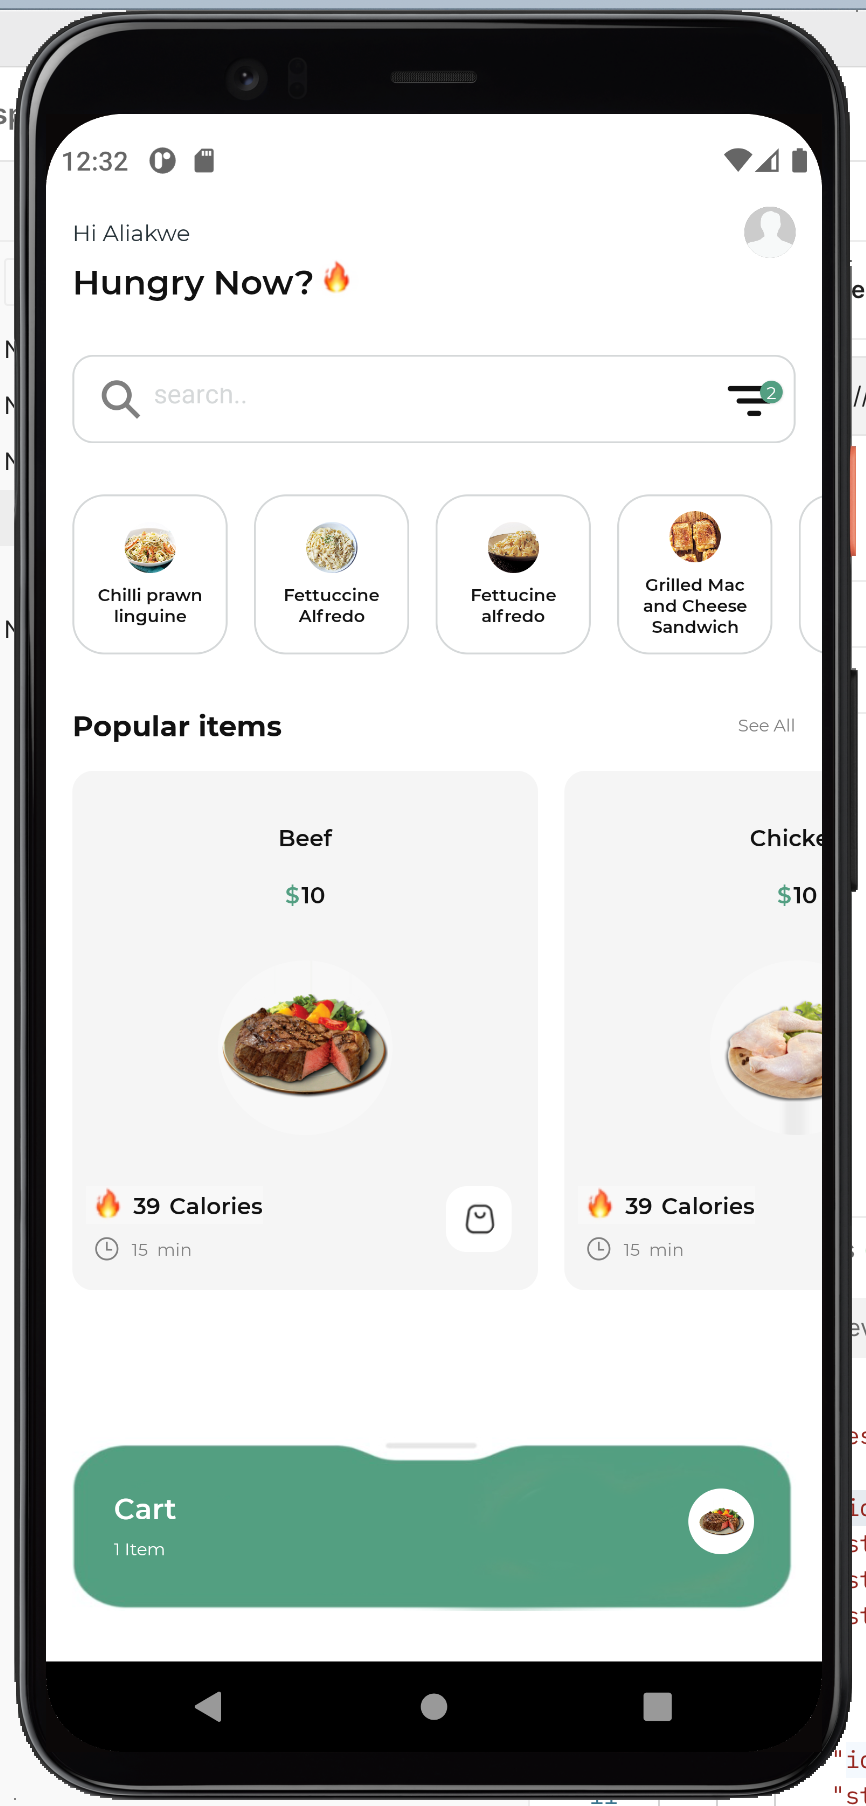 12:32
Hi Aliakwe
Hungry Now?
search..
2
Chilli prawn
linguine
Fettuccine
Alfredo
Fettucine
alfredo
Grilled Mac
and Cheese
Sandwich
Popular items
See All
Beef
$10
39 Calories
15 min
Chicke
$10
39 Calories
15 min
Cart
1 Item